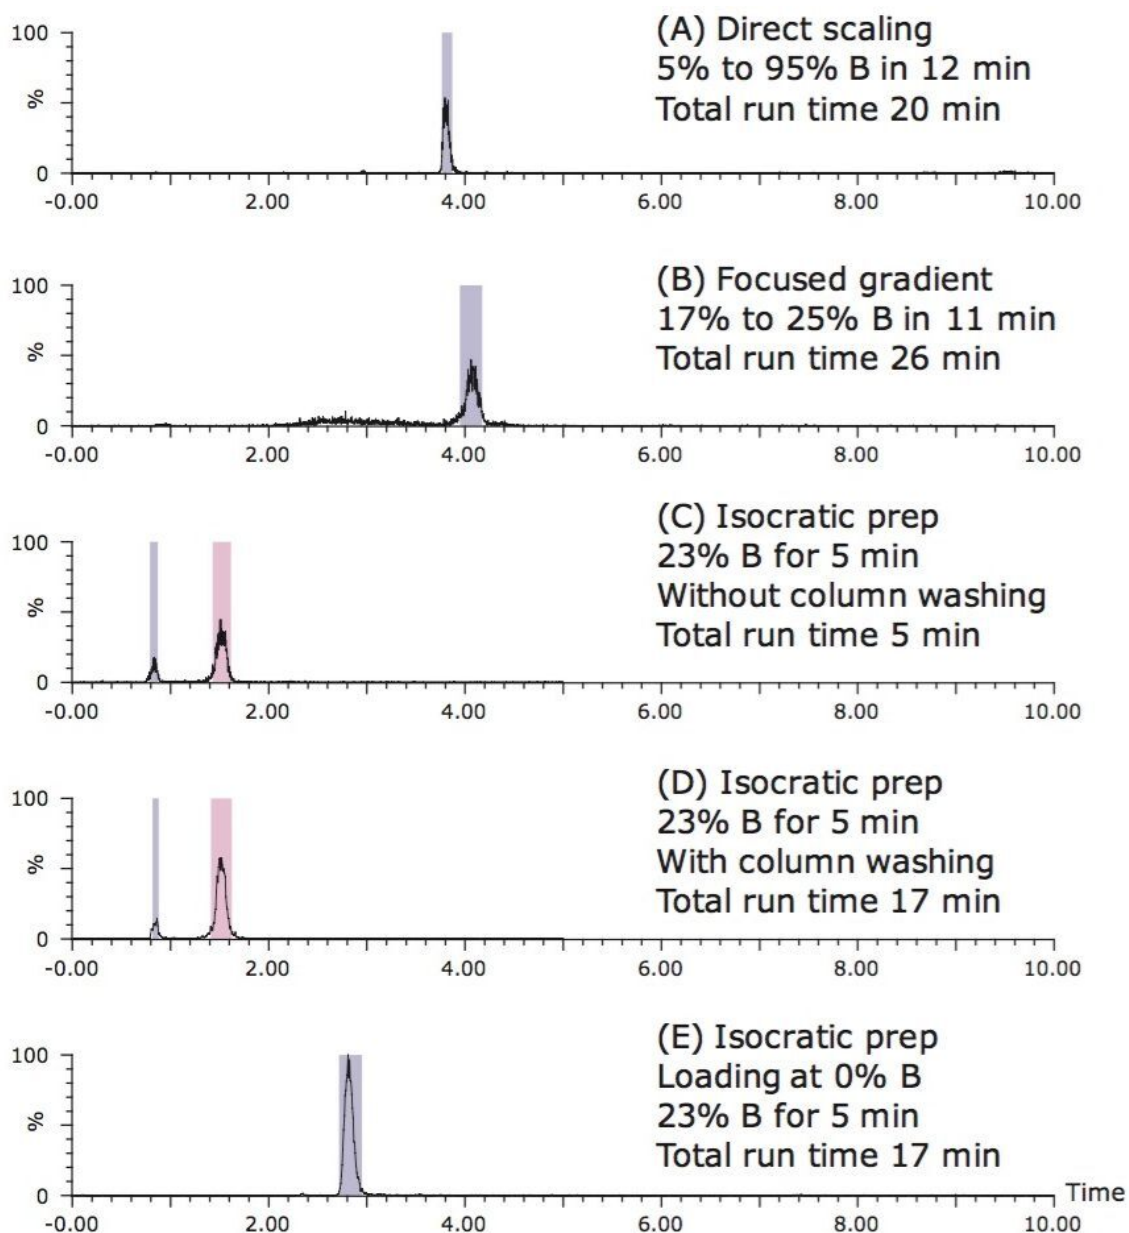 100
(A) Direct scaling
5% to 95% B in 12 min
Total run time 20 min
%
0
-0.00 2.00 4.00 6.00 8.00 10.00
100
(B) Focused gradient
17% to 25% B in 11 min
Total run time 26 min
%
0
-0.00 2.00 4.00 6.00 8.00 10.00
100
(C) Isocratic prep
23% B for 5 min
Without column washing
Total run time 5 min
%
0
-0.00 2.00 4.00 6.00 8.00 10.00
100
(D) Isocratic prep
23% B for 5 min
With column washing
Total run time 17 min
%
0
-0.00 2.00 4.00 6.00 8.00 10.00
100
(E) Isocratic prep
Loading at 0% B
23% B for 5 min
Total run time 17 min
%
0
Time
-0.00 2.00 4.00 6.00 8.00 10.00